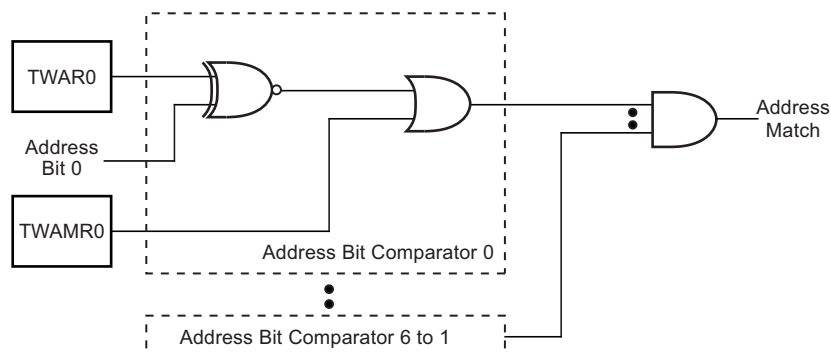 TWAR0
Address
Bit 0
TWAMR0
Address Bit Comparator 0
Address Bit Comparator 6 to 1
Address
Match